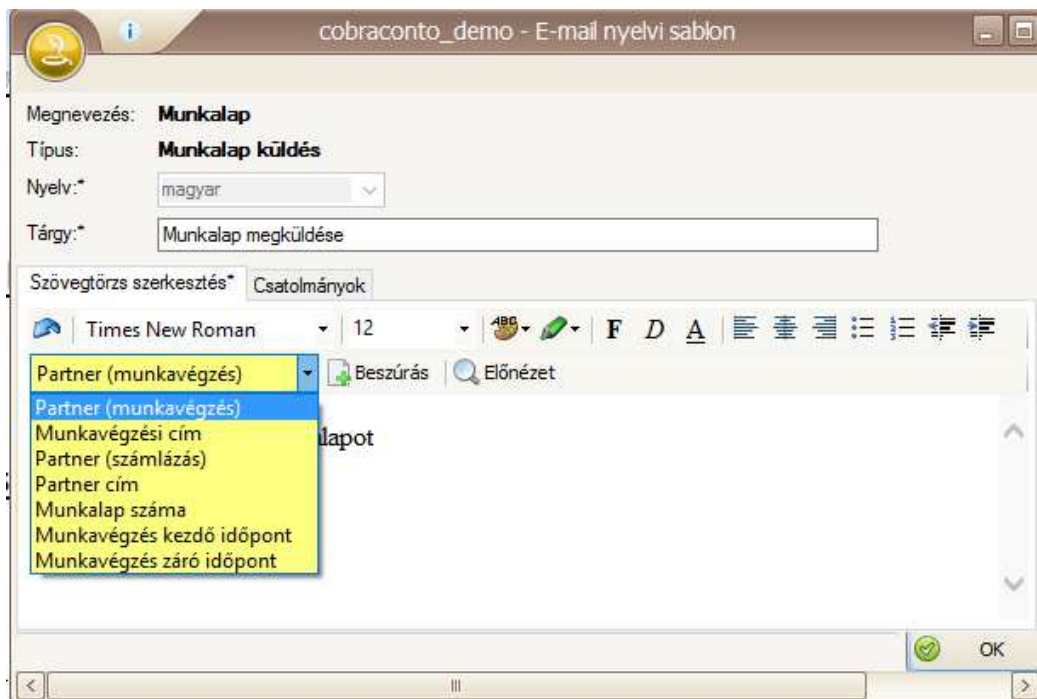 cobraconto_demo - E-mail nyelvi sablon
Megnevezés: Munkalap
Típus: Munkalap küldés
Nyelv:* magyar
Tárgy:* Munkalap megküldése
Szövegtörzs szerkesztés* Csatolmányok
Times New Roman 12 ABC F D A
Partner (munkavégzés) Beszúrás Előnézet
Partner (munkavégzés)
Munkavégzési cím
lapot
Partner (számlázás)
Partner cím
Munkalap száma
Munkavégzés kezdő időpont
Munkavégzés záró időpont
OK